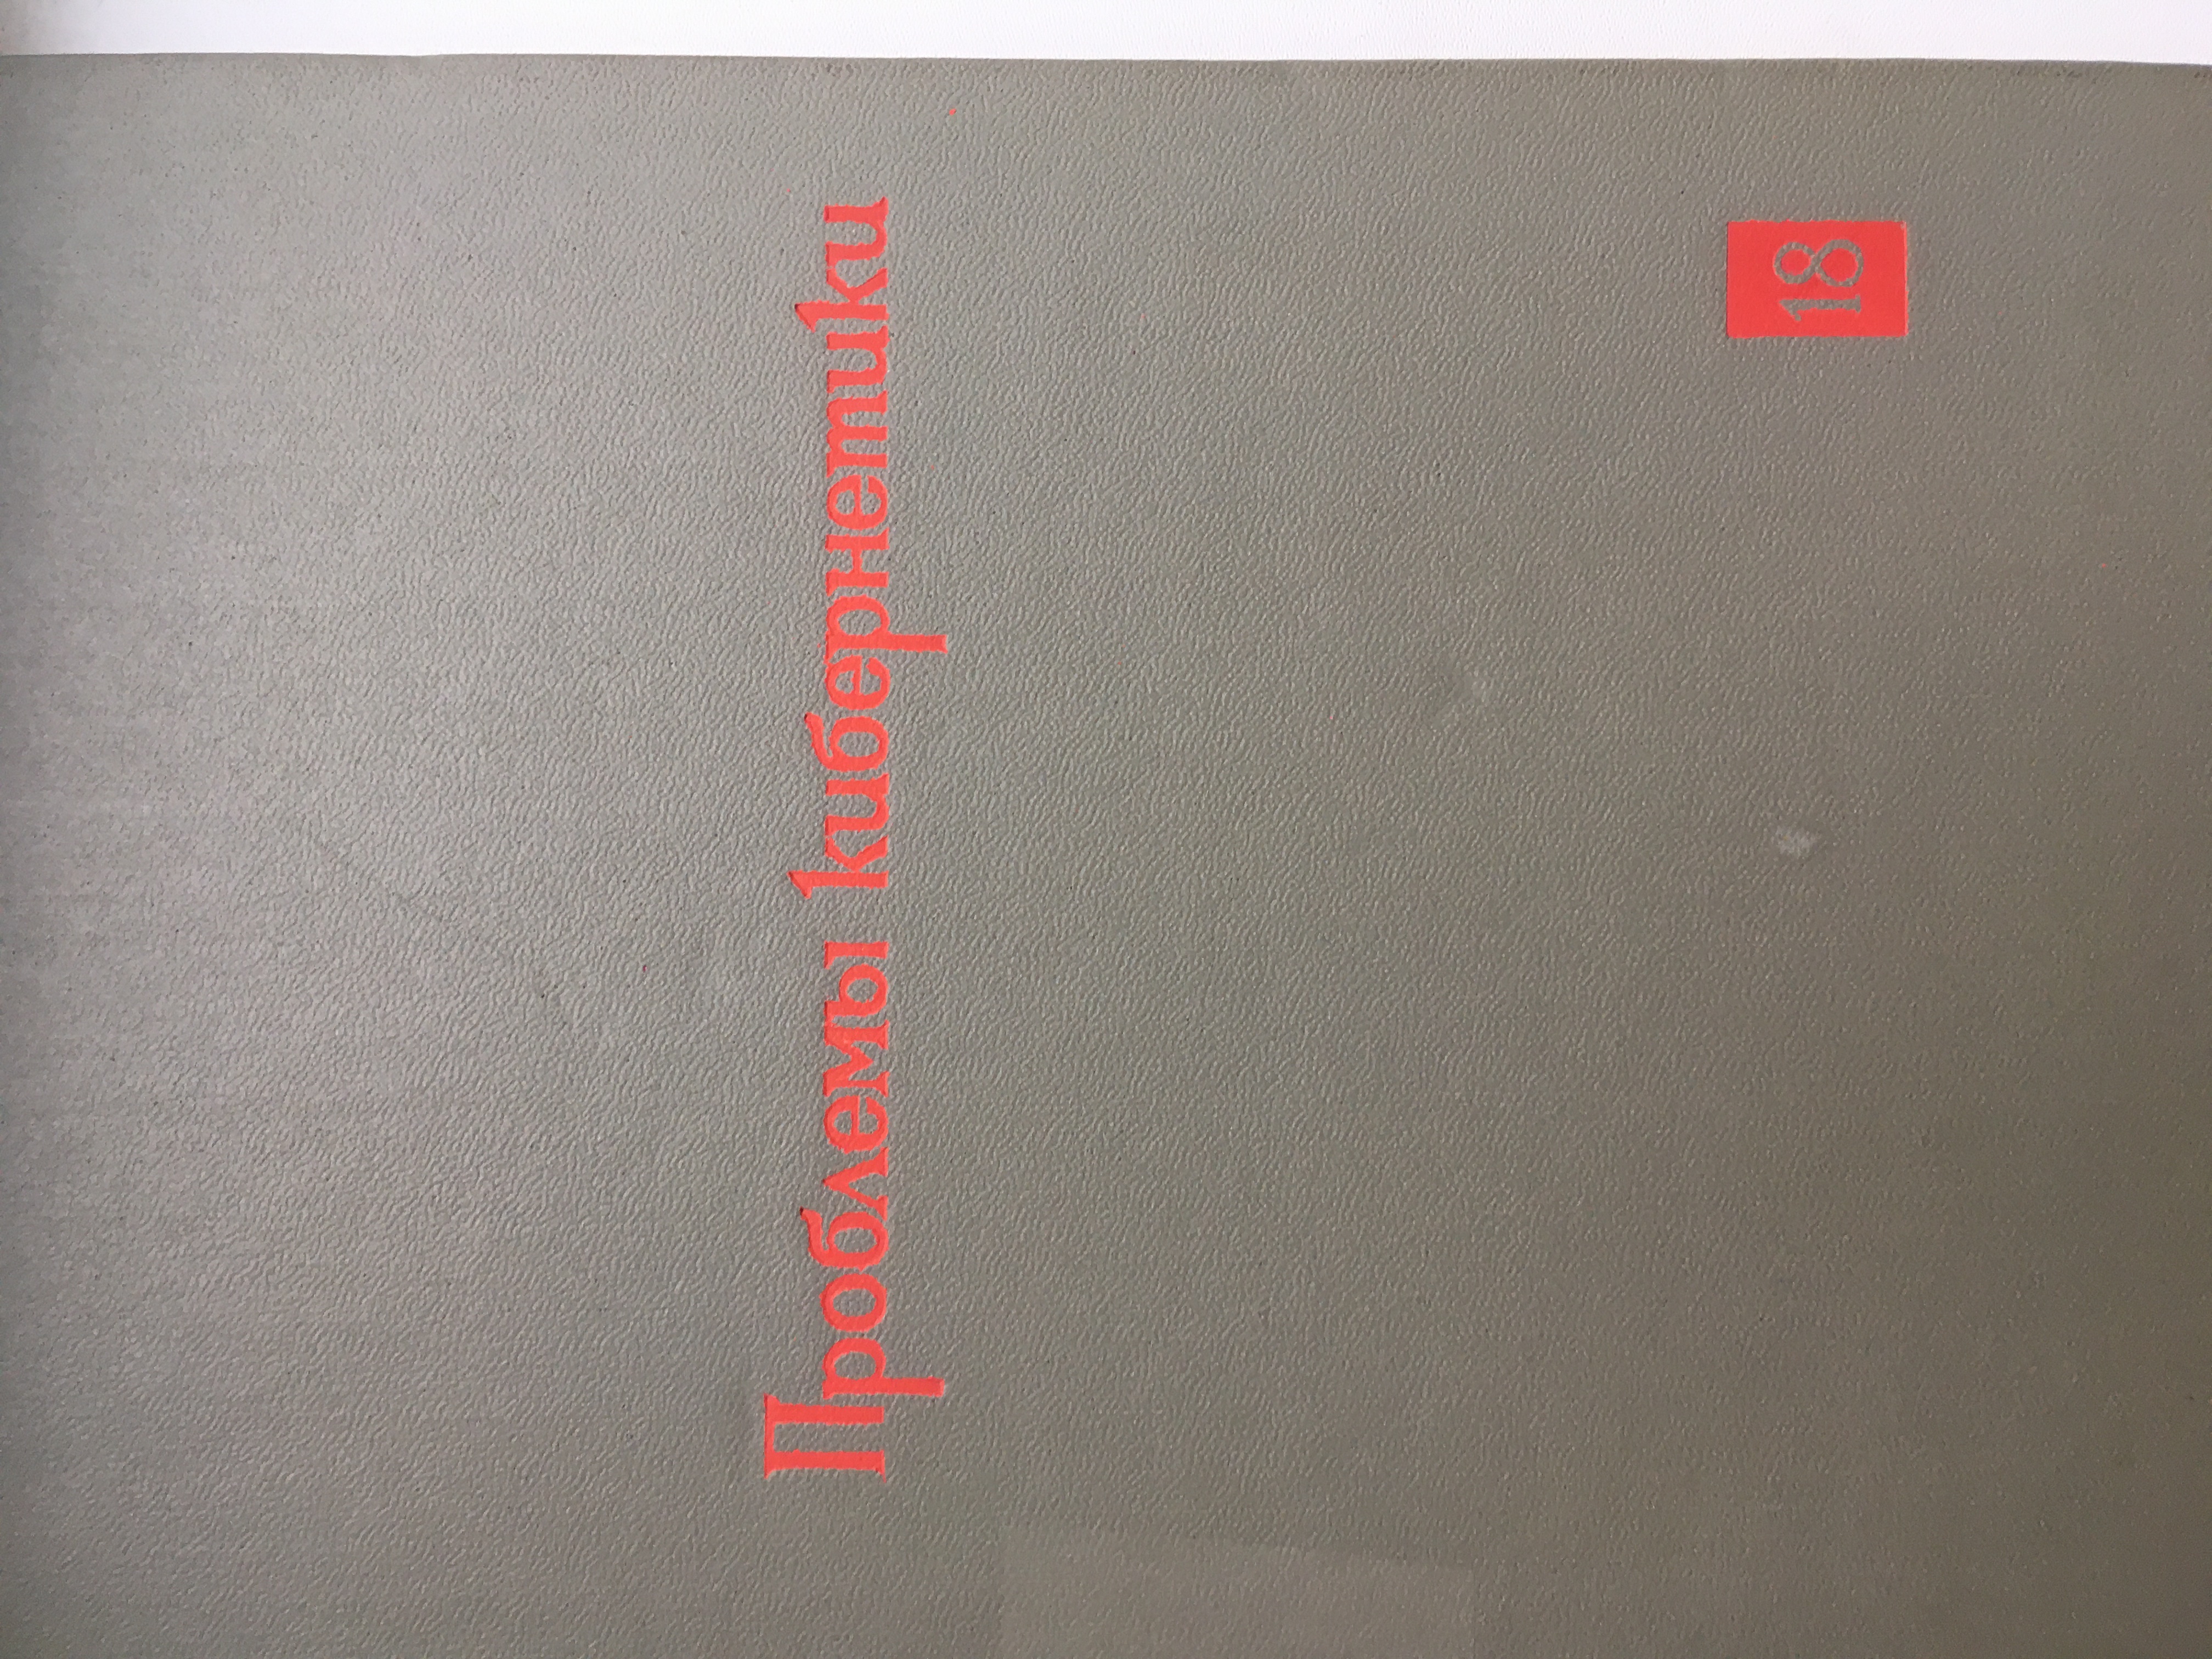 Проблемы кибернетики
18